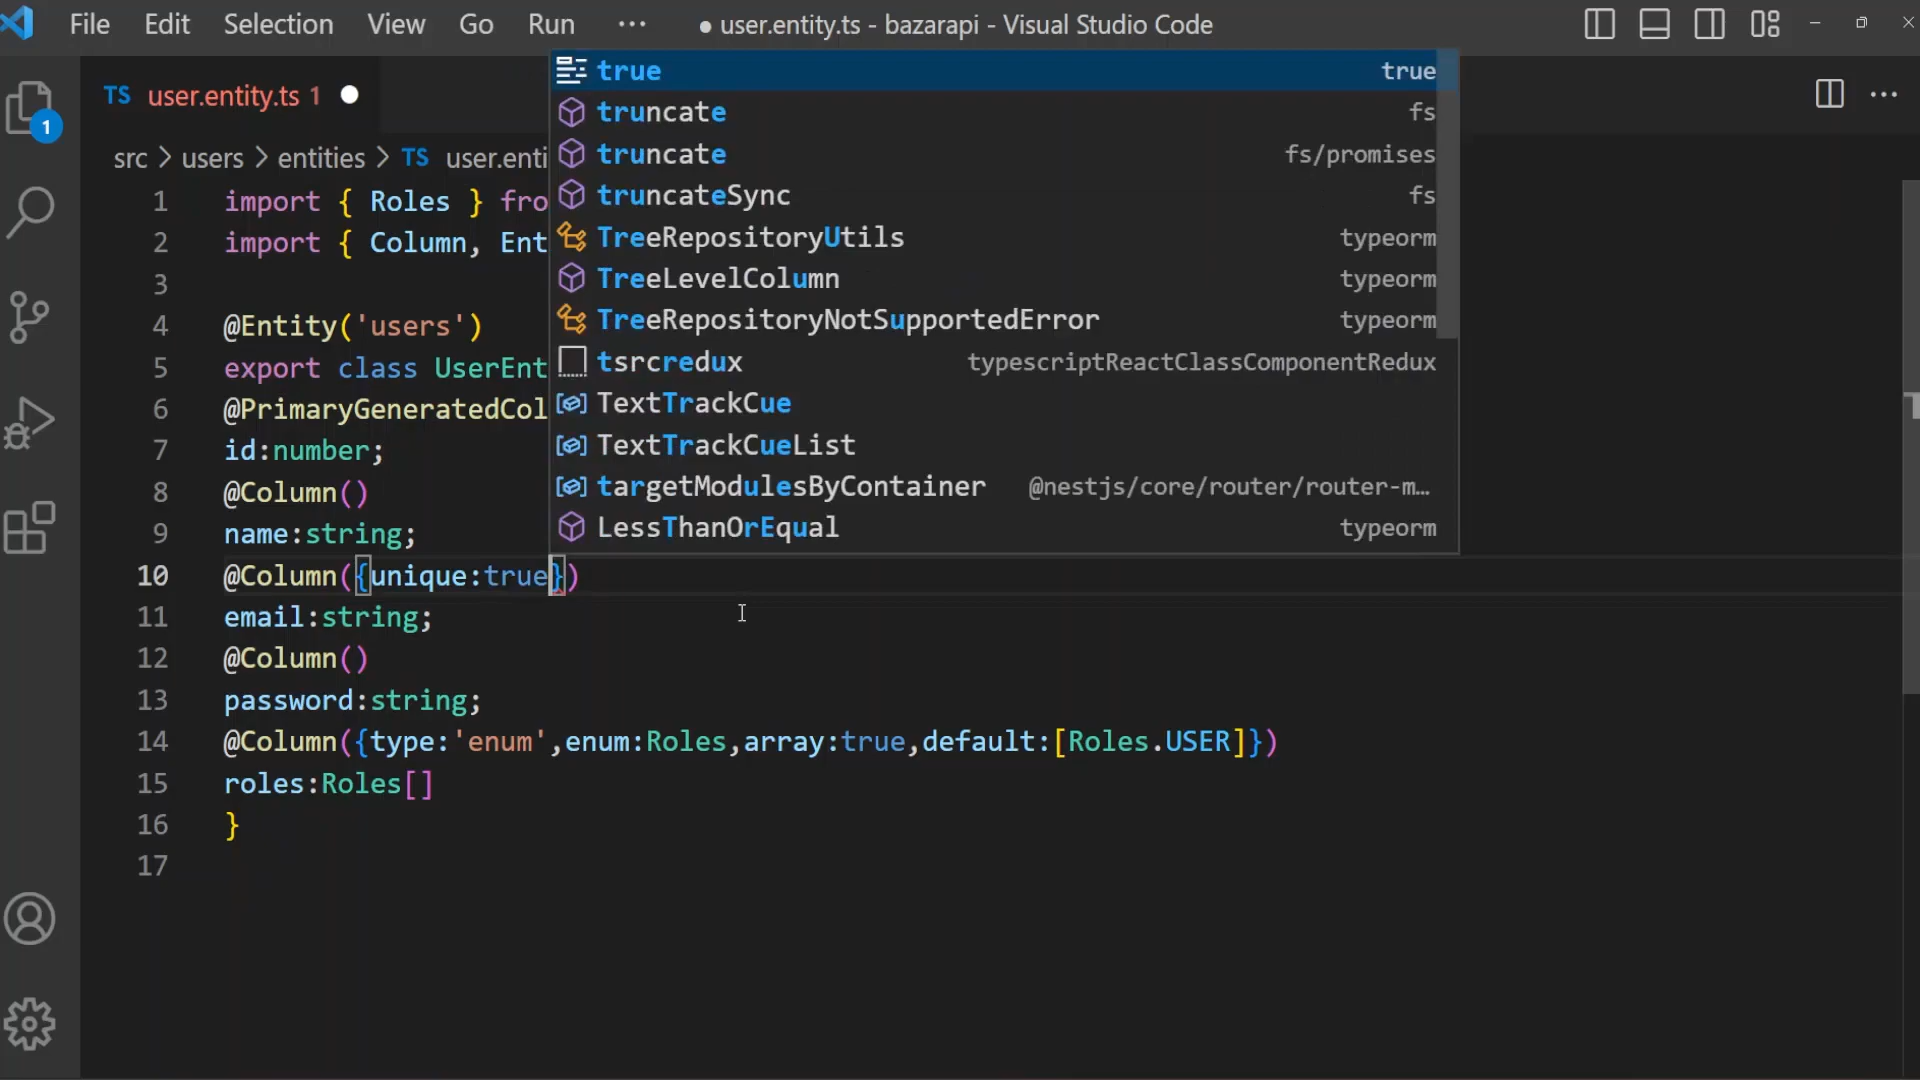 File Edit Selection View Go Run ··· ● user.entity.ts - bazarapi - Visual Studio Code
TS user.entity.ts 1
src > users > entities > TS user.enti
1
1 import { Roles } fro
2 import { Column, Ent
3
4 @Entity('users')
5 export class UserEnt
6 @PrimaryGeneratedCol
7 id:number;
8 @Column()
9 name:string;
10 @Column({unique:true})
11 email:string;
12 @Column()
13 password:string;
14 @Column({type:'enum',enum:Roles,array:true,default:[Roles.USER]})
15 roles:Roles[]
16 }
17
true true
truncate fs
truncate fs/promises
truncateSync fs
TreeRepositoryUtils typeorm
TreeLevelColumn typeorm
TreeRepositoryNotSupportedError typeorm
tsrcredux typescriptReactClassComponentRedux
TextTrackCue
TextTrackCueList
targetModulesByContainer @nestjs/core/router/router-m…
LessThanOrEqual typeorm